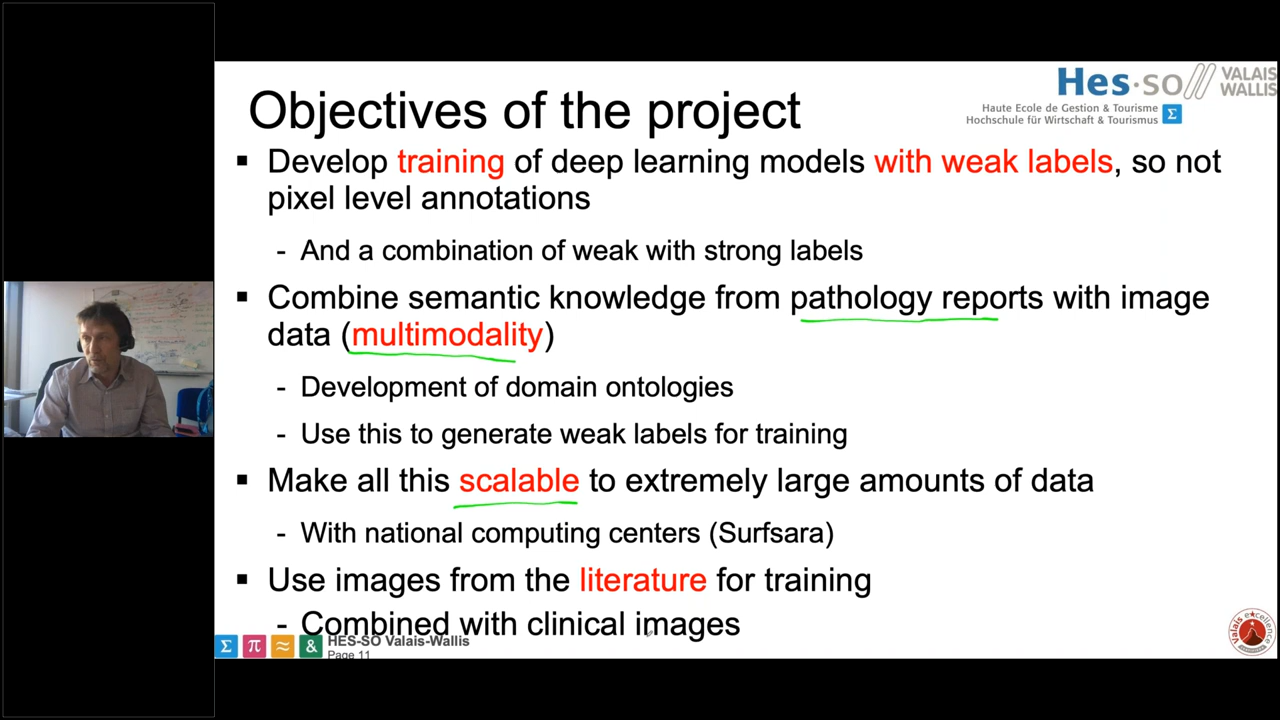 Hes·so VALAIS
WALLIS
Haute Ecole de Gestion & Tourisme
Hochschule für Wirtschaft & Tourismus Σ
Objectives of the project
▪ Develop training of deep learning models with weak labels, so not
pixel level annotations
- And a combination of weak with strong labels
▪ Combine semantic knowledge from pathology reports with image
data (multimodality)
- Development of domain ontologies
- Use this to generate weak labels for training
▪ Make all this scalable to extremely large amounts of data
- With national computing centers (Surfsara)
▪ Use images from the literature for training
- Combined with clinical images
Σ π ≈ & HES-SO Valais-Wallis
Page 11